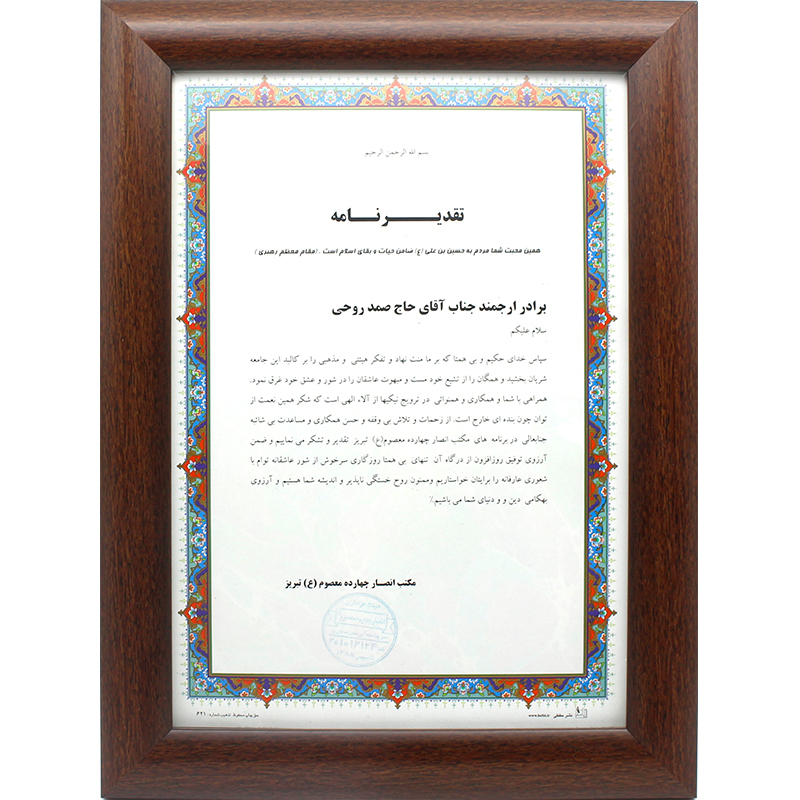 بسم الله الرحمن الرحیم
تقدیرنامه
همین محبت شما مردم به حسین بن علی (ع) ضامن حیات و بقای اسلام است . (مقام معظم رهبری )
برادر ارجمند جناب آقای حاج صمد روحی
سلام علیکم
سپاس خدای حکیم و بی همتا که بر ما منت نهاد و تفکر هیئتی و مذهبی را بر کالبد این جامعه
شریان بخشید و همگان را از تشیع خود مست و مبهوت عاشقان را در شور و عشق خود غرق نمود.
همراهی با شما و همکاری و همنوائی در ترویج نیکیها از آلاء الهی است که شکر همین نعمت از
توان چون بنده ای خارج است. از زحمات و تلاش بی وقفه و حسن همکاری و مساعدت بی شائبه
جنابعالی در برنامه های مکتب انصار چهارده معصوم(ع) تبریز تقدیر و تشکر می نماییم و ضمن
آرزوی توفیق روزافزون از درگاه آن تنهای بی همتا روزگاری سرخوش از شور عاشقانه توام با
شعوری عارفانه را برایتان خواستاریم وممنون روح خستگی ناپذیر و اندیشه شما هستیم و آرزوی
بهکامی دین و و دنیای شما می باشیم.٪
مکتب انصار چهارده معصوم (ع) تبریز
حق چاپ محفوظ. تذهیب شماره: ۶۲۱